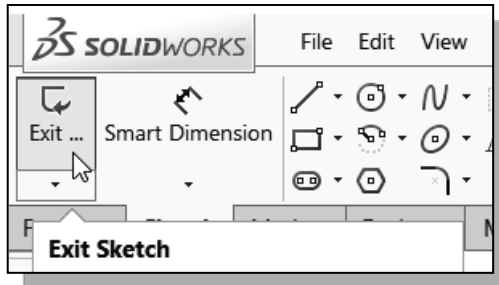 SOLIDWORKS File Edit View
Exit ... Smart Dimension
Exit Sketch